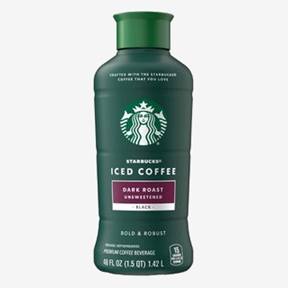 CRAFTED WITH THE STARBUCKS®
COFFEE THAT YOU LOVE
STARBUCKS®
ICED COFFEE
DARK ROAST
UNSWEETENED
BLACK
BOLD & ROBUST
PREMIUM COFFEE BEVERAGE
48 FL OZ (1.5 QT) 1.42 L
15